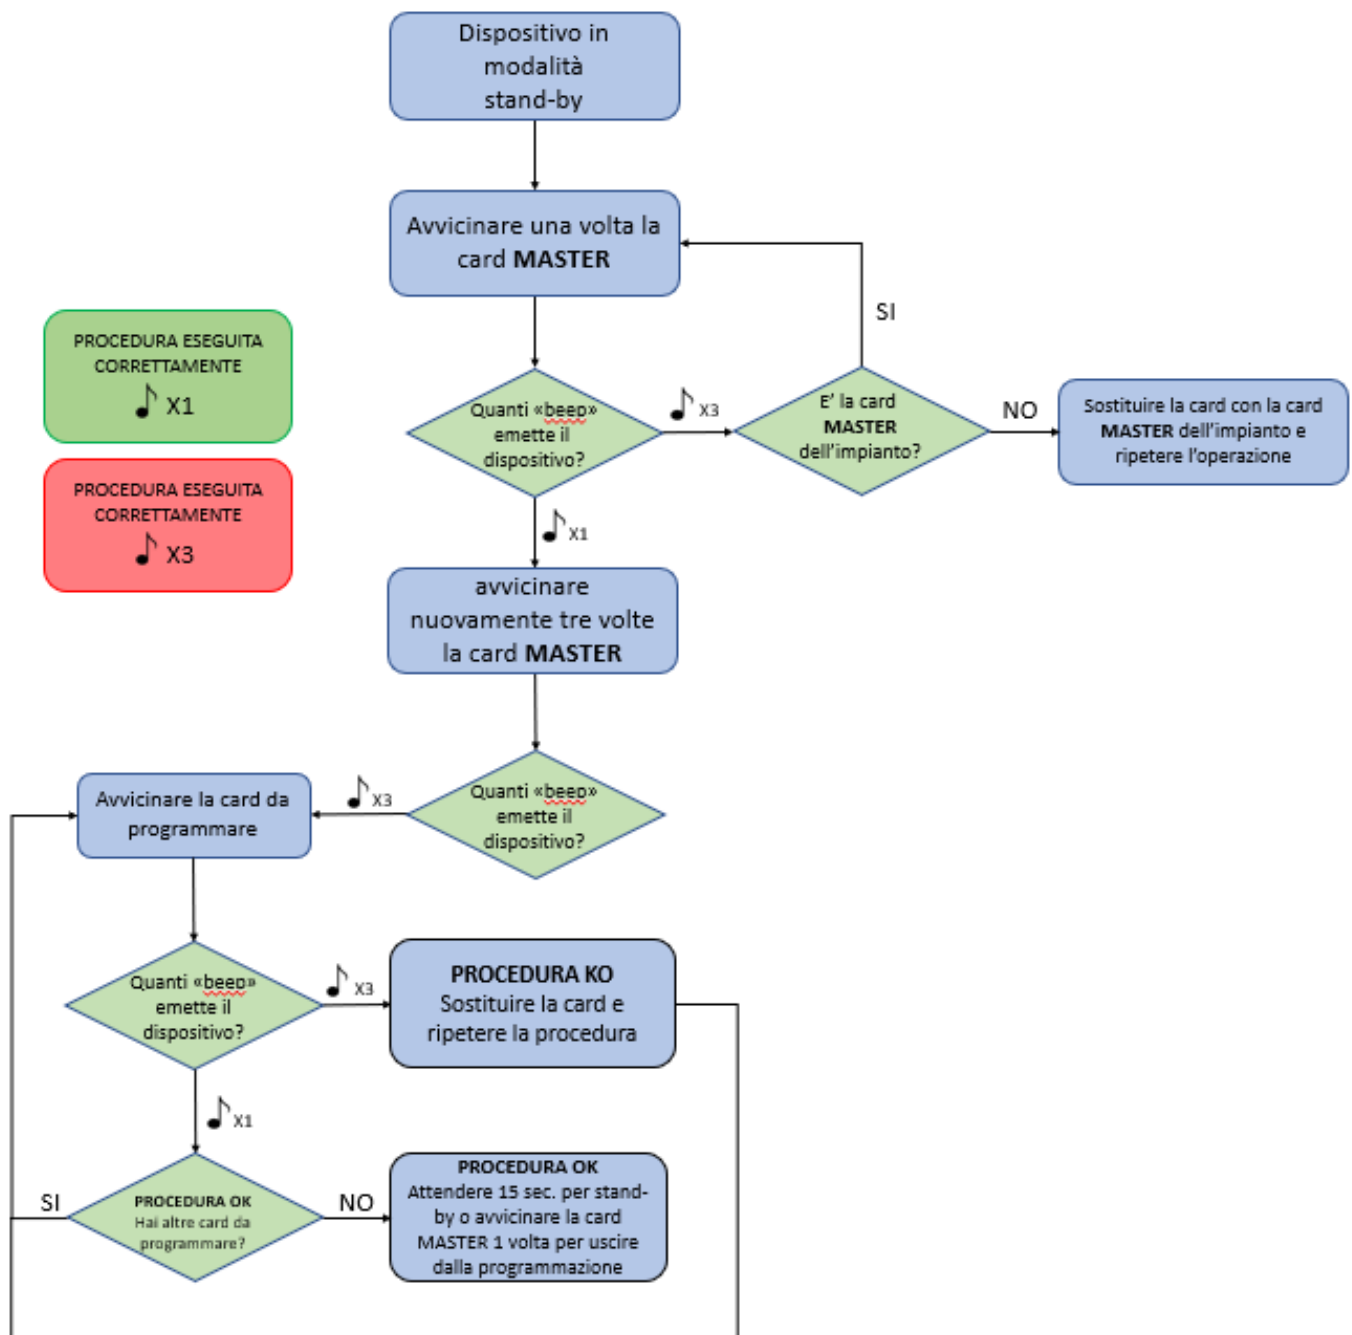 Dispositivo in
modalità
stand-by
Avvicinare una volta la
card MASTER
SI
PROCEDURA ESEGUITA
CORRETTAMENTE
X1
PROCEDURA ESEGUITA
CORRETTAMENTE
X3
Quanti «beep»
emette il
dispositivo?
X3
E' la card
MASTER
dell'impianto?
NO
Sostituire la card con la card
MASTER dell'impianto e
ripetere l'operazione
X1
avvicinare
nuovamente tre volte
la card MASTER
Avvicinare la card da
programmare
X3
Quanti «beep»
emette il
dispositivo?
Quanti «beep»
emette il
dispositivo?
X3
PROCEDURA KO
Sostituire la card e
ripetere la procedura
X1
SI
PROCEDURA OK
Hai altre card da
programmare?
NO
PROCEDURA OK
Attendere 15 sec. per stand-
by o avvicinare la card
MASTER 1 volta per uscire
dalla programmazione